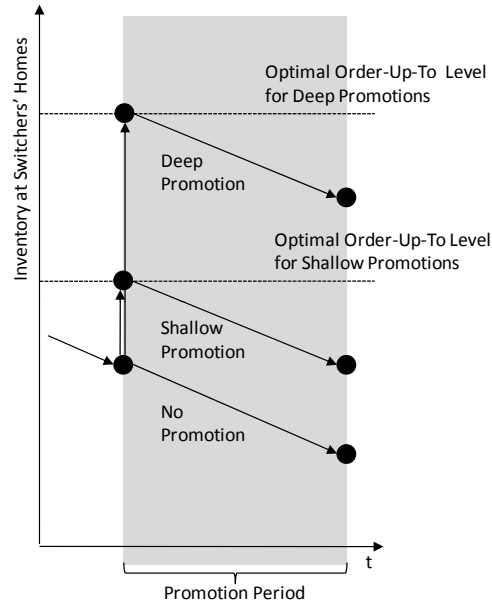 Inventory at Switchers' Homes
Optimal Order-Up-To Level
for Deep Promotions
Deep
Promotion
Optimal Order-Up-To Level
for Shallow Promotions
Shallow
Promotion
No
Promotion
t
Promotion Period